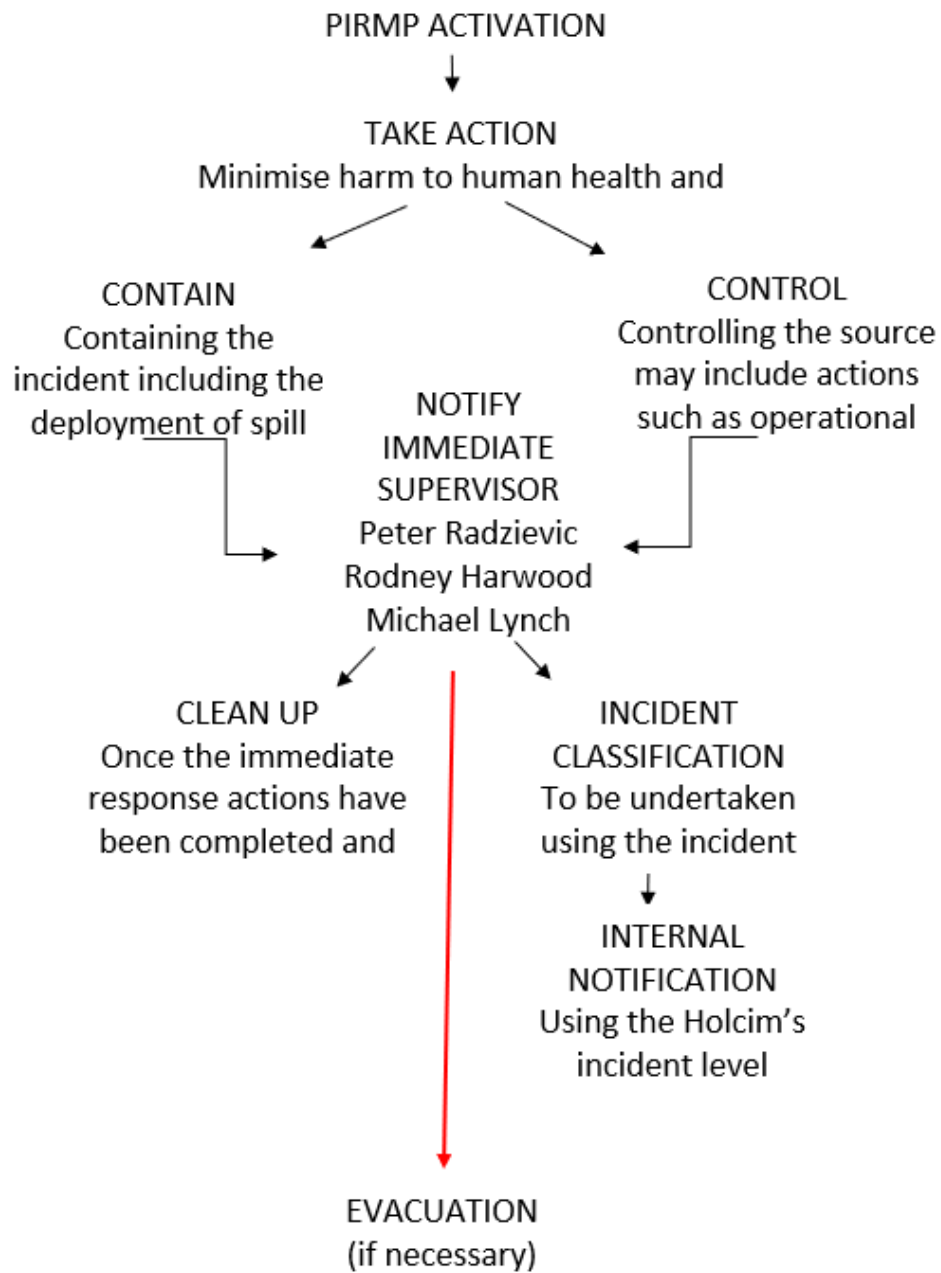 PIRMP ACTIVATION
TAKE ACTION
Minimise harm to human health and
CONTAIN
Containing the
incident including the
deployment of spill
CONTROL
Controlling the source
may include actions
such as operational
NOTIFY
IMMEDIATE
SUPERVISOR
Peter Radzievic
Rodney Harwood
Michael Lynch
CLEAN UP
Once the immediate
response actions have
been completed and
INCIDENT
CLASSIFICATION
To be undertaken
using the incident
INTERNAL
NOTIFICATION
Using the Holcim’s
incident level
EVACUATION
(if necessary)